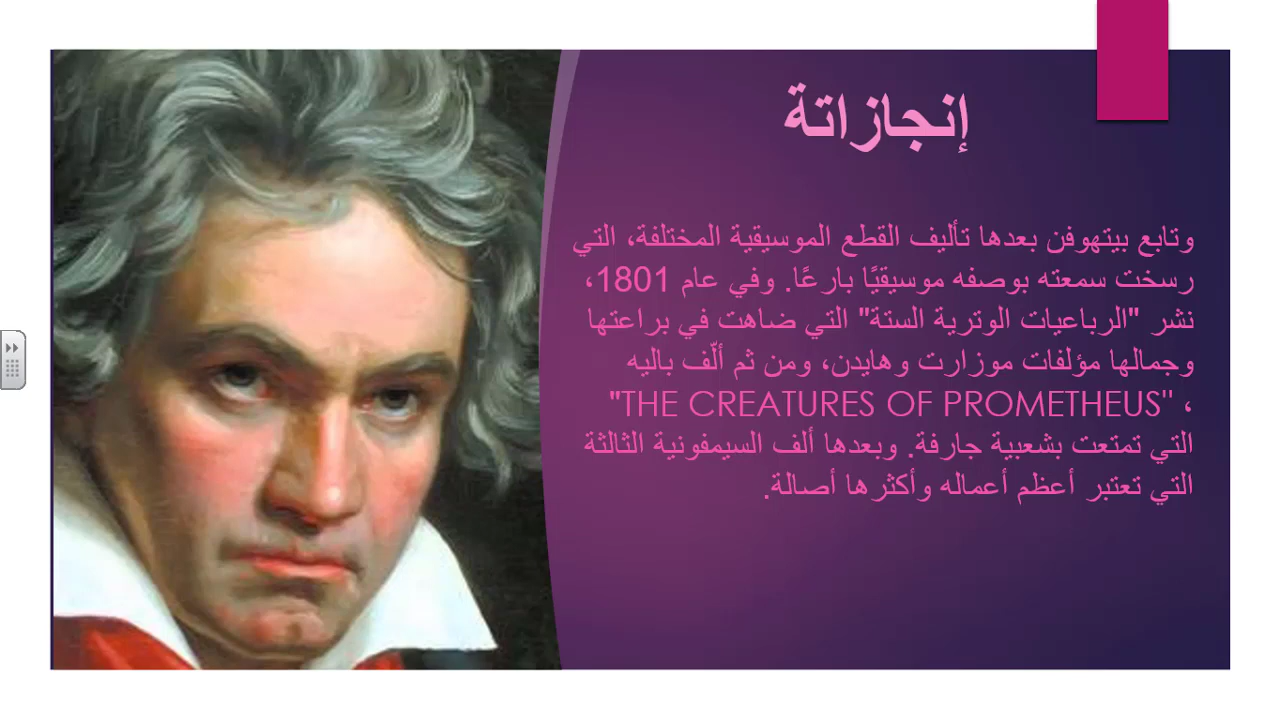 إنجازاتة
وتابع بيتهوفن بعدها تأليف القطع الموسيقية المختلفة، التي
رسخت سمعته بوصفه موسيقيًا بارعًا. وفي عام 1801،
نشر "الرباعيات الوترية الستة" التي ضاهت في براعتها
وجمالها مؤلفات موزارت وهايدن، ومن ثم ألّف باليه
"THE CREATURES OF PROMETHEUS" ،
التي تمتعت بشعبية جارفة. وبعدها ألف السيمفونية الثالثة
التي تعتبر أعظم أعماله وأكثرها أصالة.